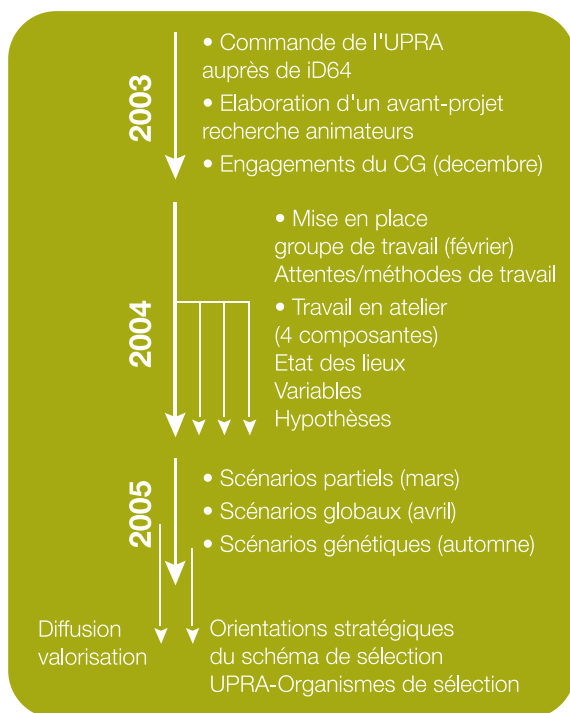 2003
• Commande de l'UPRA
auprès de iD64
• Elaboration d'un avant-projet
recherche animateurs
• Engagements du CG (decembre)
2004
• Mise en place
groupe de travail (février)
Attentes/méthodes de travail
• Travail en atelier
(4 composantes)
Etat des lieux
Variables
Hypothèses
2005
• Scénarios partiels (mars)
• Scénarios globaux (avril)
• Scénarios génétiques (automne)
Diffusion
valorisation
Orientations stratégiques
du schéma de sélection
UPRA-Organismes de sélection